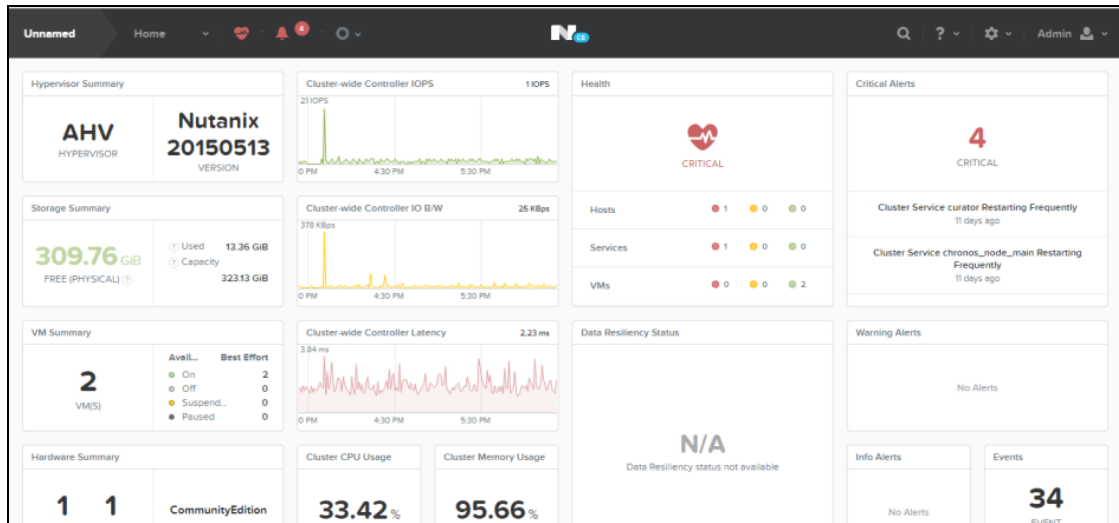 Unnamed
Home
4
N CE
?
Admin
Hypervisor Summary
AHV
HYPERVISOR
Nutanix
20150513
VERSION
Cluster-wide Controller IOPS 1 IOPS
21 IOPS
0 PM 4:30 PM 5:30 PM
Health
CRITICAL
Hosts 1 0 0
Services 1 0 0
VMs 0 0 2
Critical Alerts
4
CRITICAL
Cluster Service curator Restarting Frequently
11 days ago
Cluster Service chronos_node_main Restarting
Frequently
11 days ago
Storage Summary
309.76 GiB
FREE (PHYSICAL) ?
? Used 13.36 GiB
? Capacity
323.13 GiB
Cluster-wide Controller IO B/W 25 KBps
378 KBps
0 PM 4:30 PM 5:30 PM
VM Summary
2
VM(S)
Avail... Best Effort
On 2
Off 0
Suspend... 0
Paused 0
Cluster-wide Controller Latency 2.23 ms
3.84 ms
0 PM 4:30 PM 5:30 PM
Data Resiliency Status
N/A
Data Resiliency status not available
Warning Alerts
No Alerts
Hardware Summary
1 1 CommunityEdition
Cluster CPU Usage
33.42 %
Cluster Memory Usage
95.66 %
Info Alerts
No Alerts
Events
34
EVENT